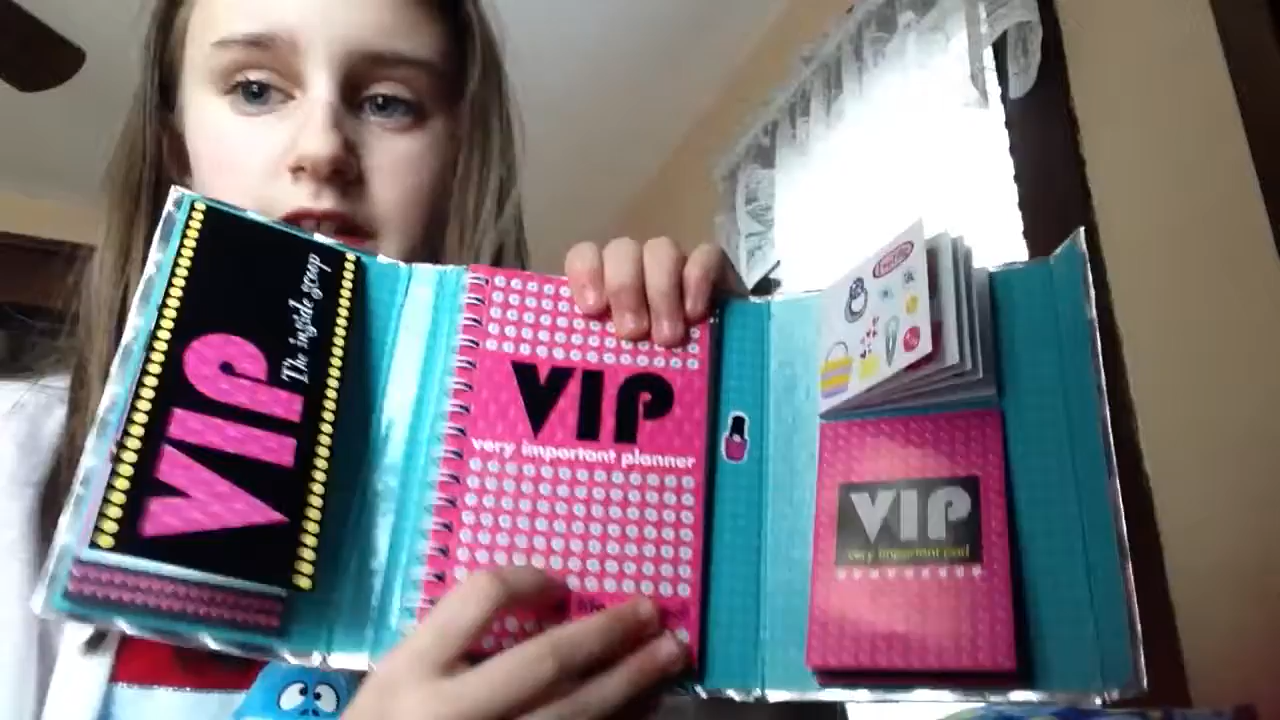 VIP
The inside scoop
VIP
very important planner
VIP
very important pad